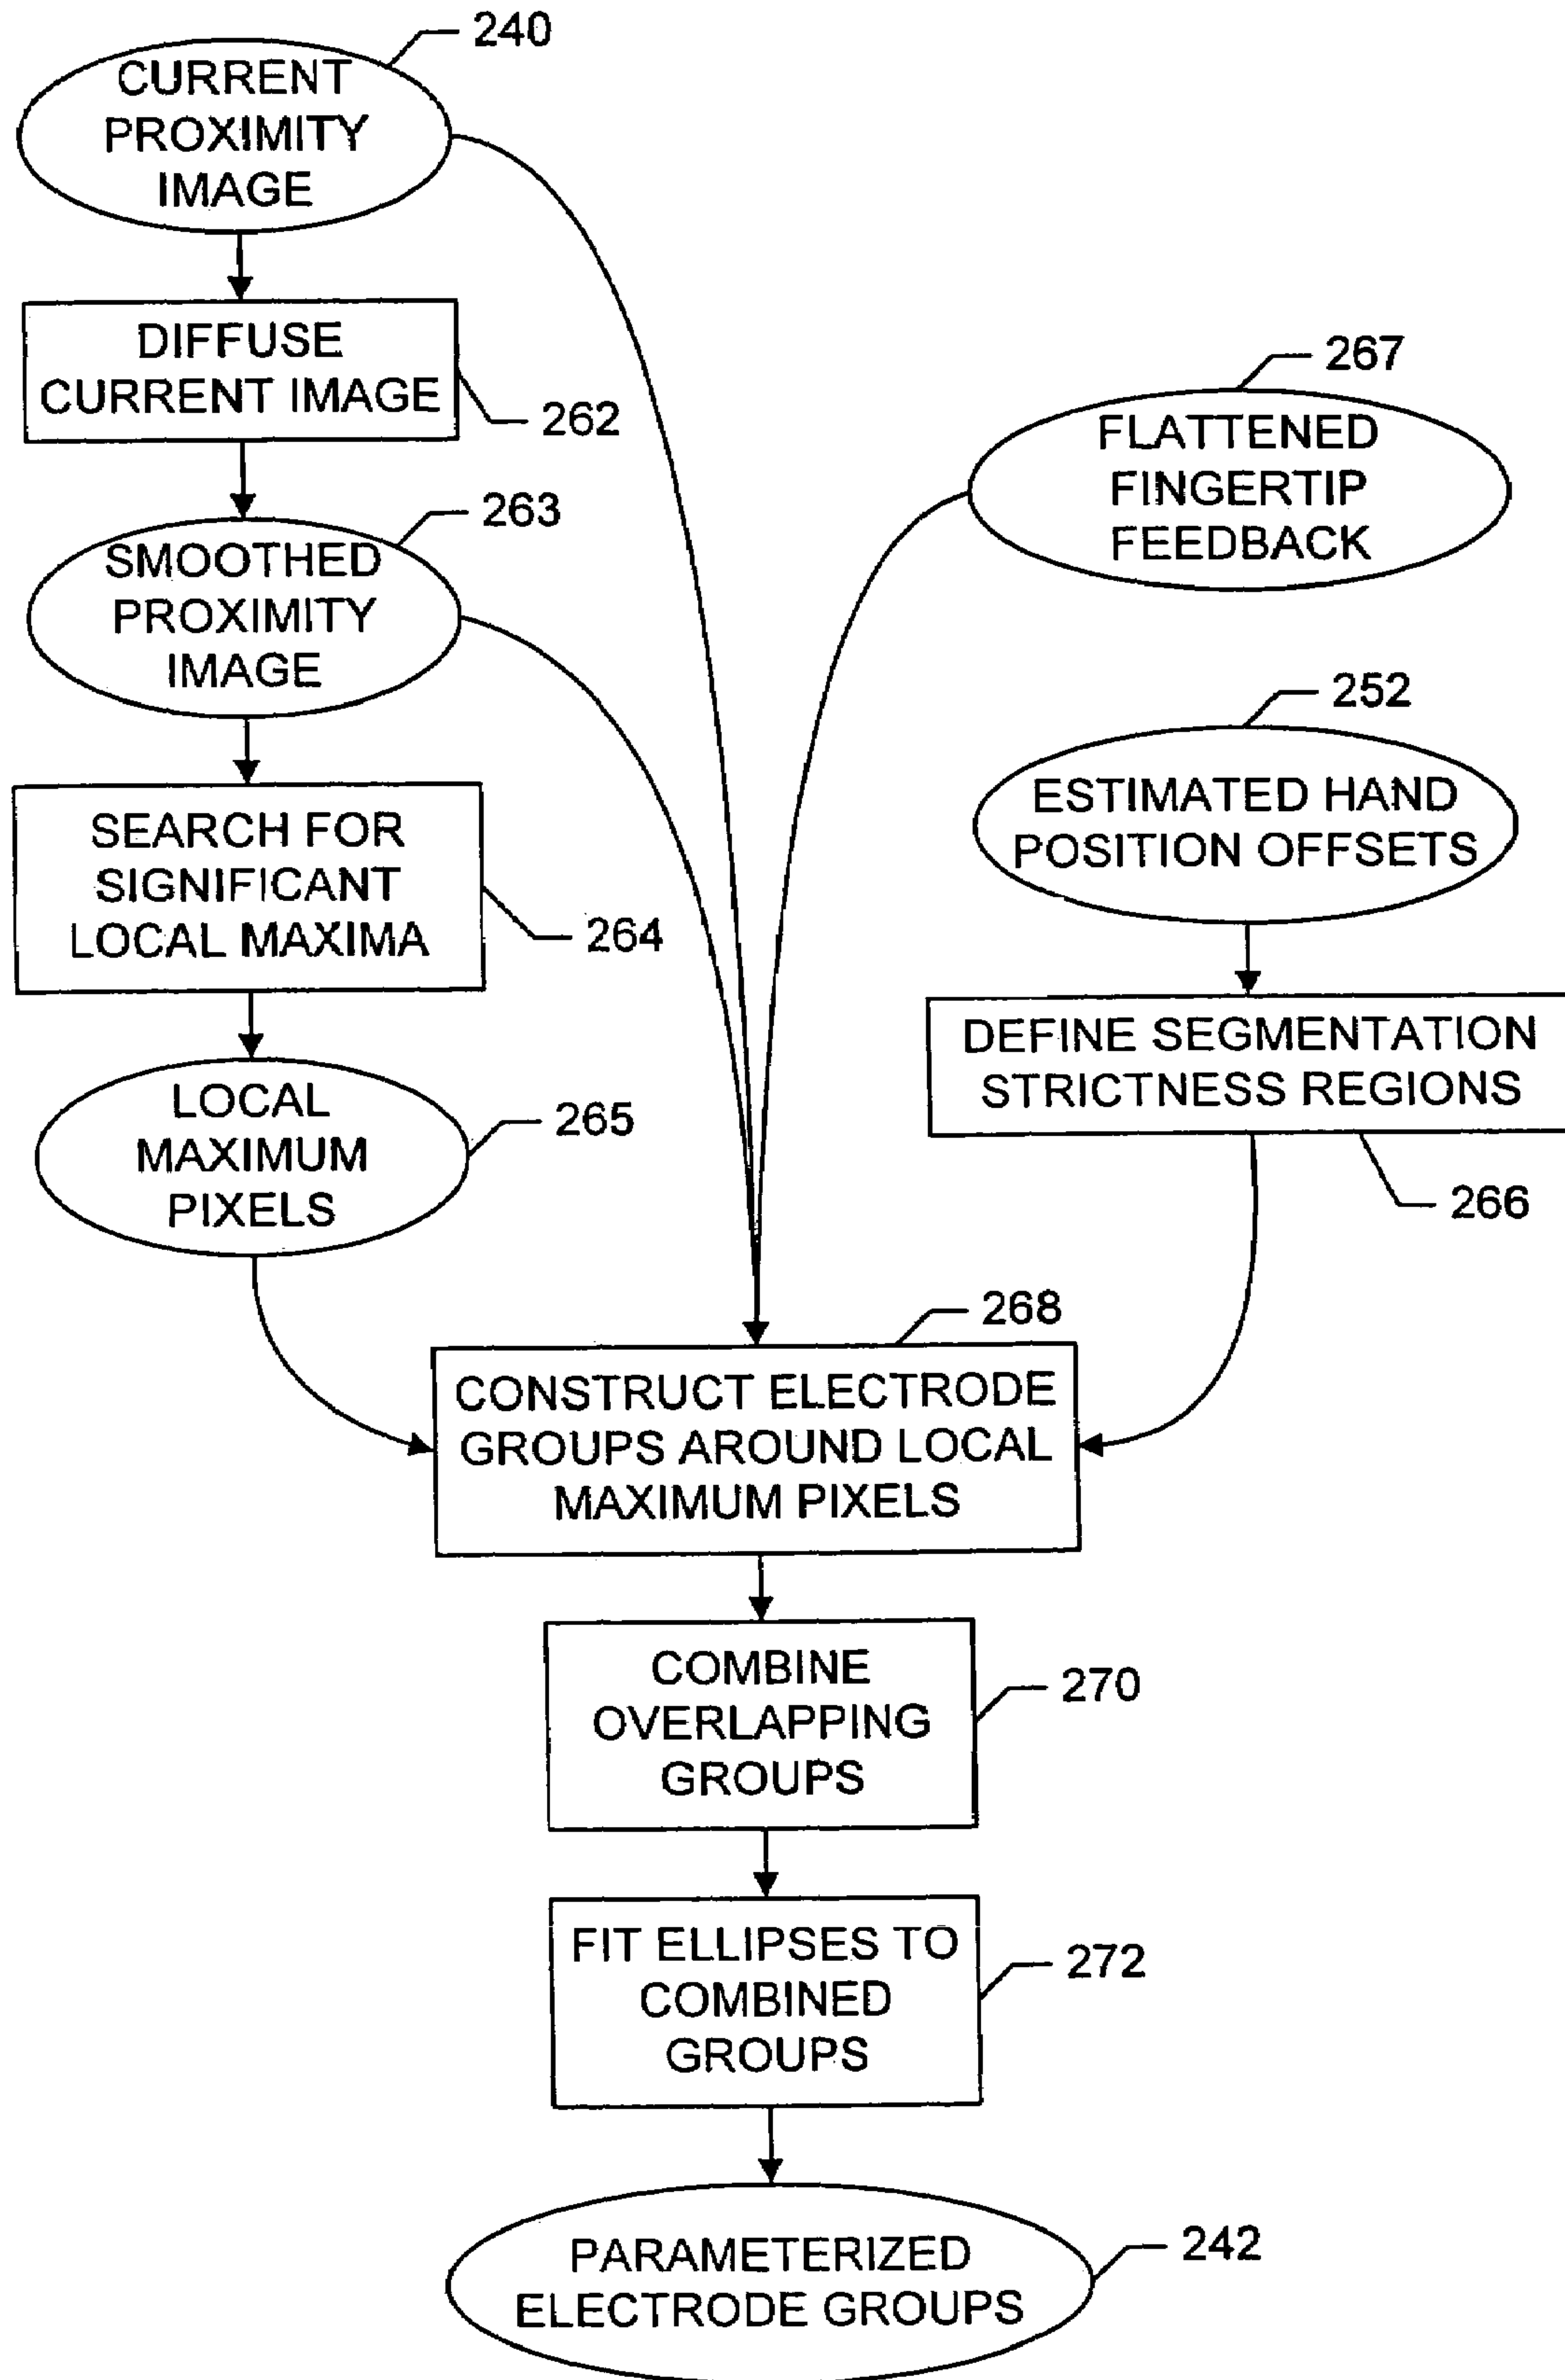 240
CURRENT
PROXIMITY
IMAGE
DIFFUSE
CURRENT IMAGE
262
267
FLATTENED
FINGERTIP
FEEDBACK
263
SMOOTHED
PROXIMITY
IMAGE
252
ESTIMATED HAND
POSITION OFFSETS
SEARCH FOR
SIGNIFICANT
LOCAL MAXIMA
264
DEFINE SEGMENTATION
STRICTNESS REGIONS
266
LOCAL
MAXIMUM
PIXELS
265
268
CONSTRUCT ELECTRODE
GROUPS AROUND LOCAL
MAXIMUM PIXELS
COMBINE
OVERLAPPING
GROUPS
270
FIT ELLIPSES TO
COMBINED
GROUPS
272
PARAMETERIZED
ELECTRODE GROUPS
242